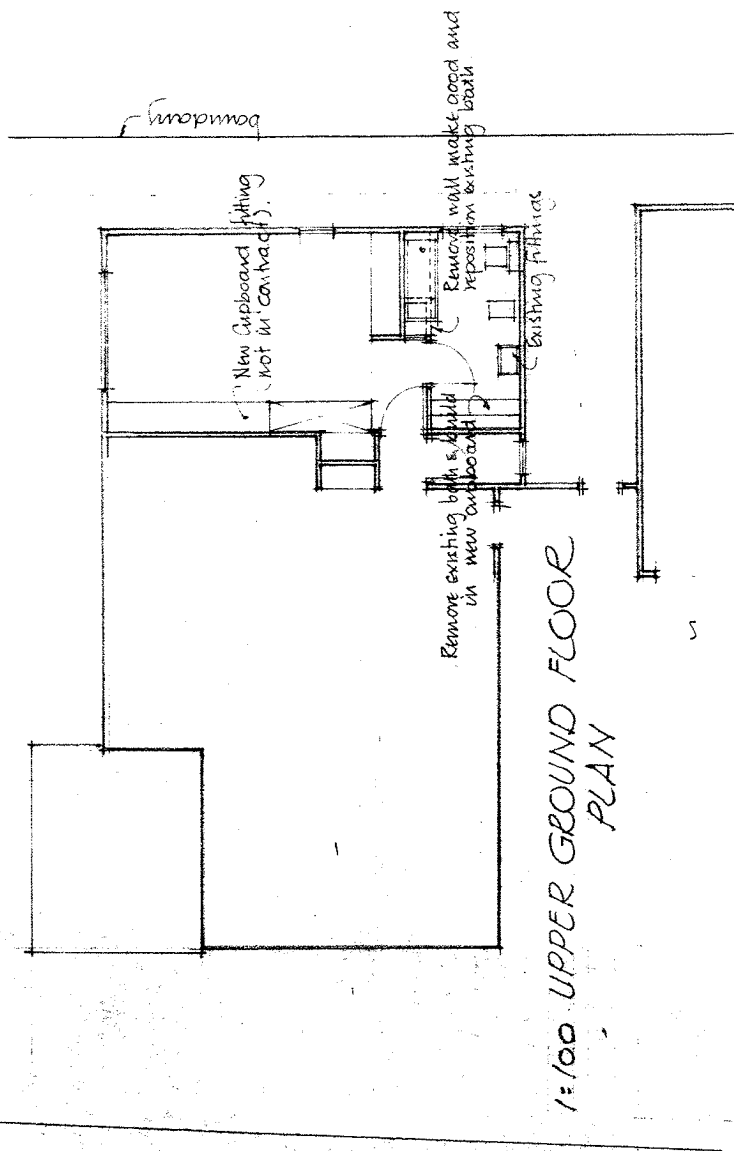 boundary
New Cupboard fitting
(not in contract).
Remove wall make good and
reposition existing bath
existing fittings
Remove existing bath & build
in new cupboard
1:100 UPPER GROUND FLOOR
PLAN